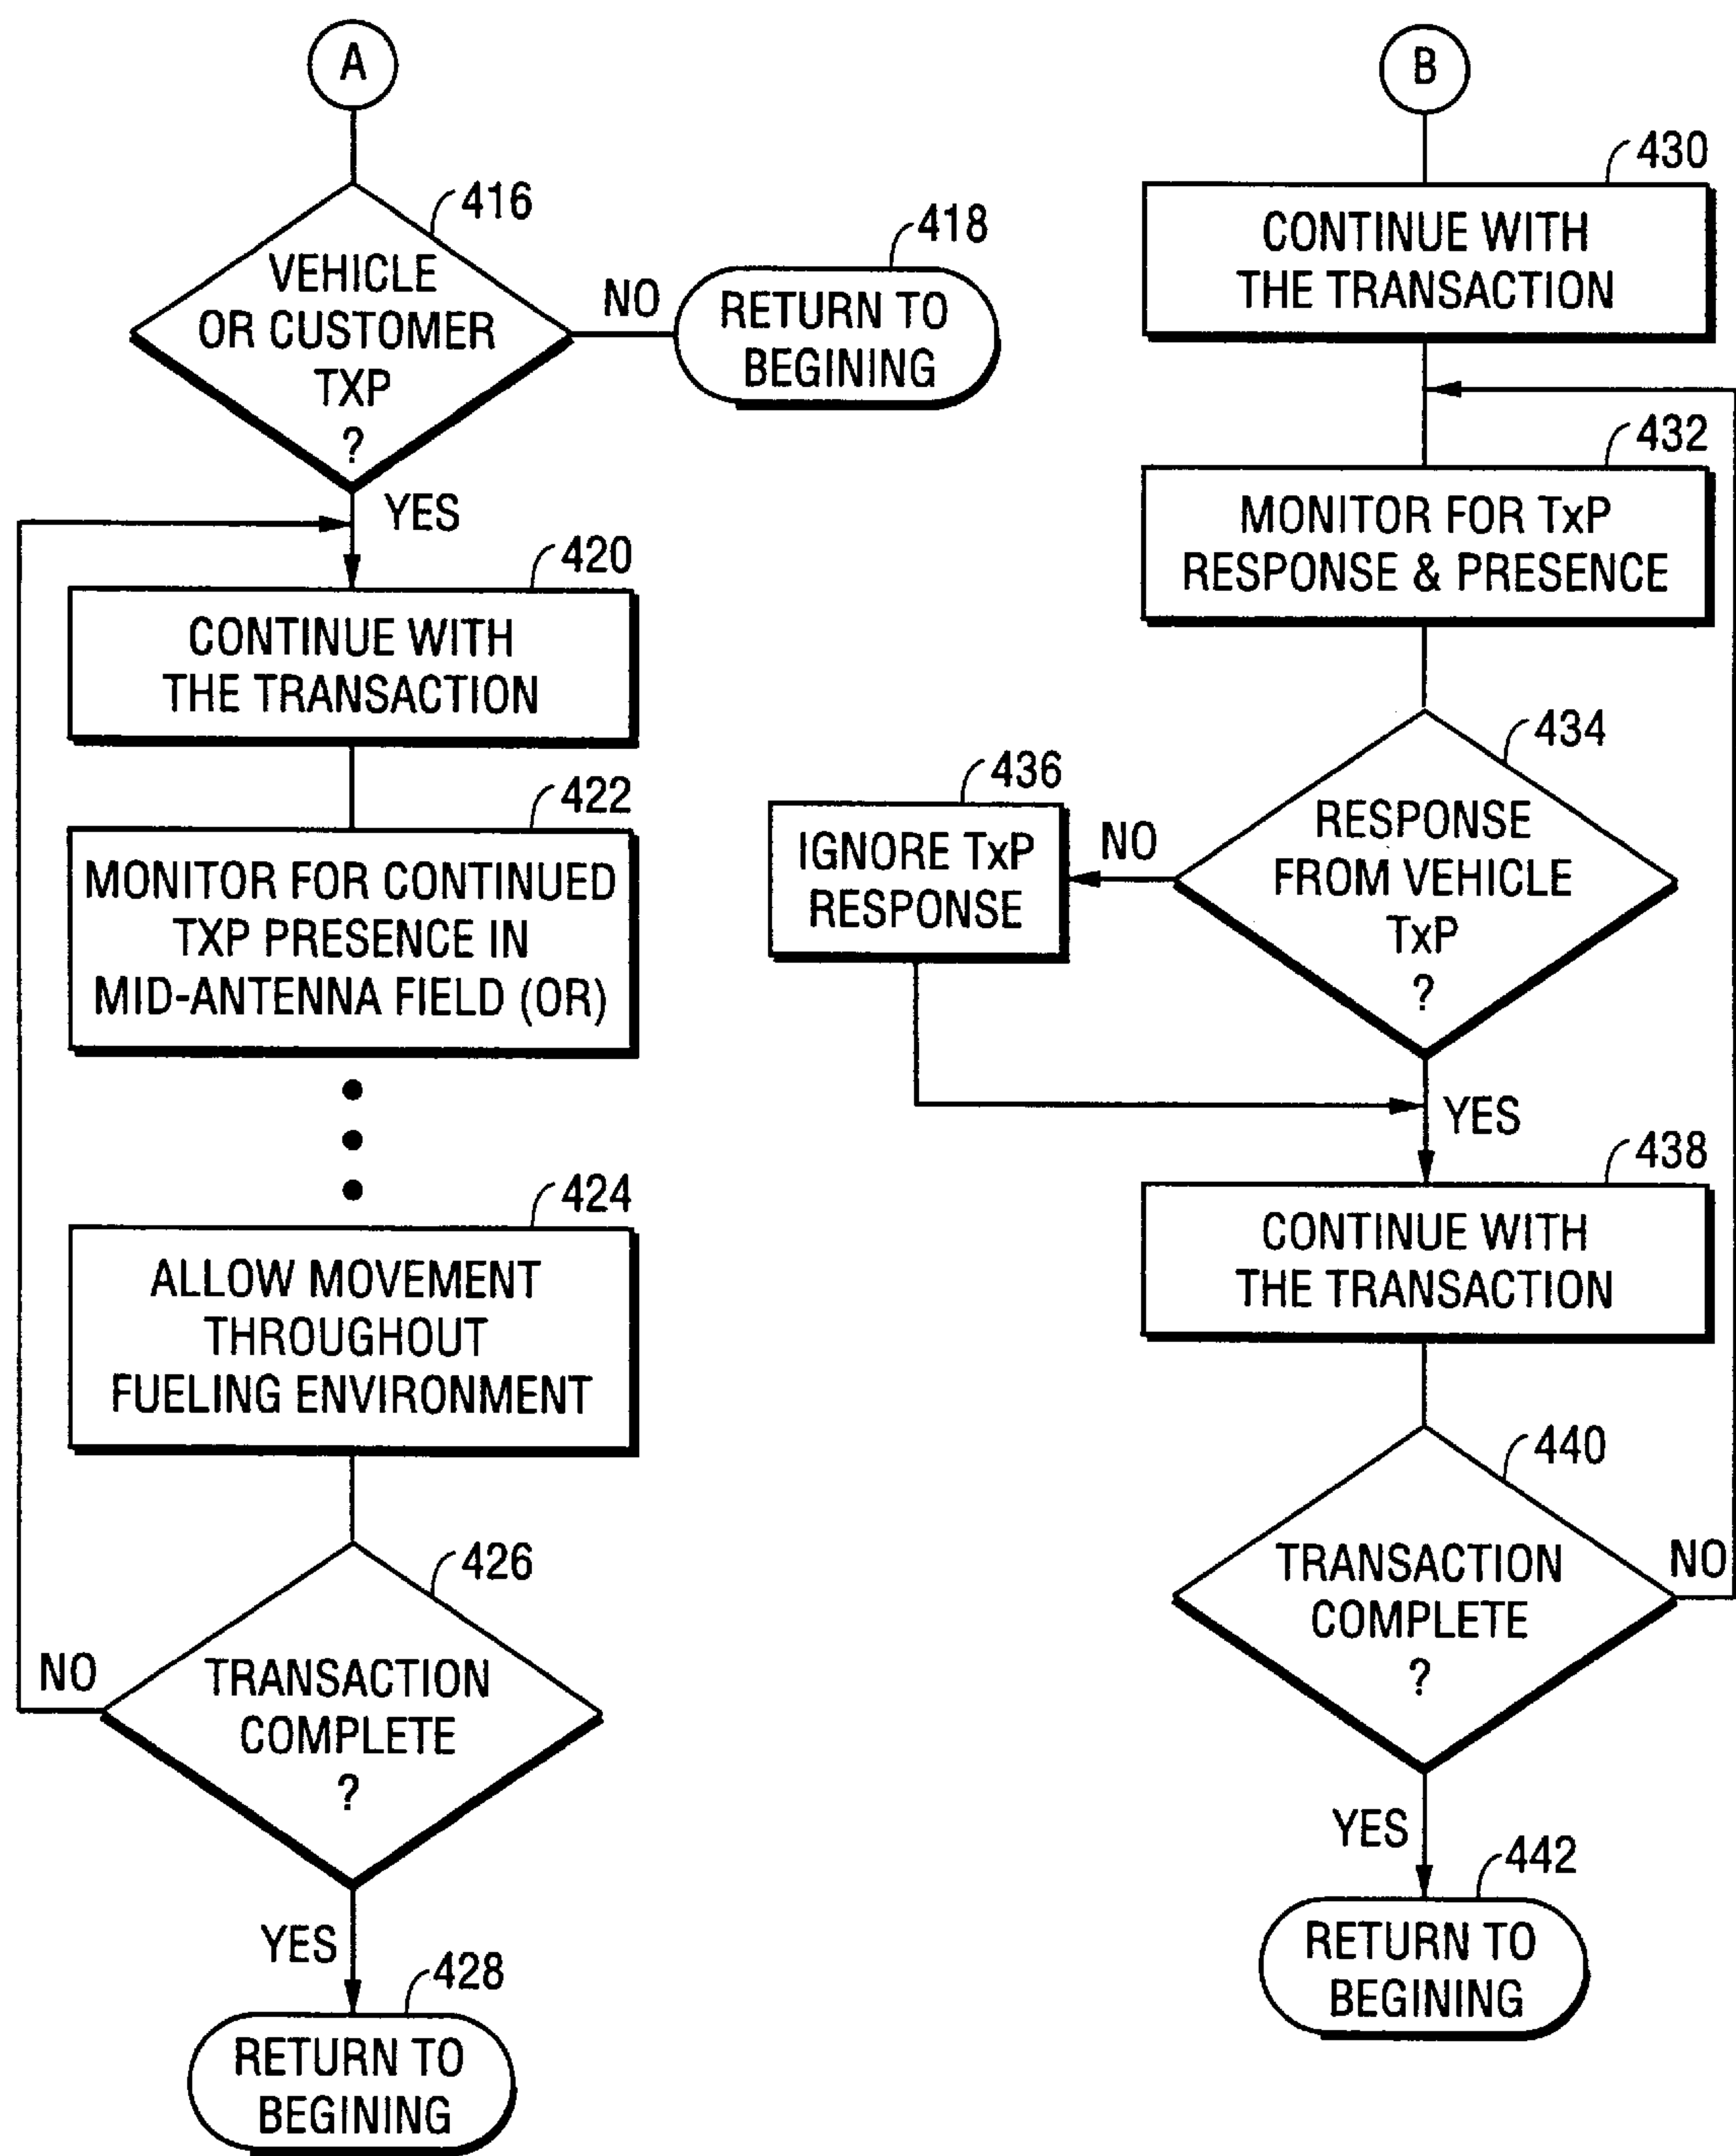 A
416
VEHICLE
OR CUSTOMER
TXP
?
NO
418
RETURN TO
BEGINING
YES
420
CONTINUE WITH
THE TRANSACTION
422
MONITOR FOR CONTINUED
TXP PRESENCE IN
MID-ANTENNA FIELD (OR)
424
ALLOW MOVEMENT
THROUGHOUT
FUELING ENVIRONMENT
426
TRANSACTION
COMPLETE
?
NO
YES
428
RETURN TO
BEGINING
B
430
CONTINUE WITH
THE TRANSACTION
432
MONITOR FOR TxP
RESPONSE & PRESENCE
434
RESPONSE
FROM VEHICLE
TxP
?
NO
436
IGNORE TxP
RESPONSE
YES
438
CONTINUE WITH
THE TRANSACTION
440
TRANSACTION
COMPLETE
?
NO
YES
442
RETURN TO
BEGINING